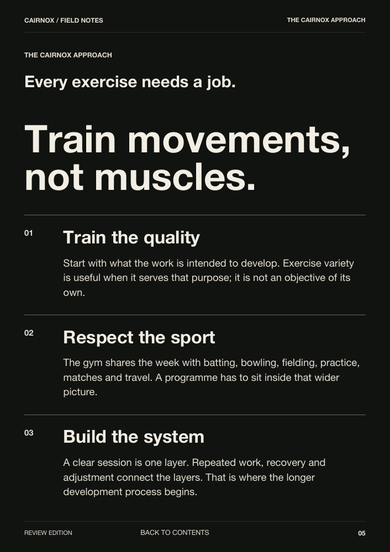 CAIRNOX / FIELD NOTES
THE CAIRNOX APPROACH
THE CAIRNOX APPROACH
Every exercise needs a job.
Train movements,
not muscles.
01
Train the quality
Start with what the work is intended to develop. Exercise variety
is useful when it serves that purpose; it is not an objective of its
own.
02
Respect the sport
The gym shares the week with batting, bowling, fielding, practice,
matches and travel. A programme has to sit inside that wider
picture.
03
Build the system
A clear session is one layer. Repeated work, recovery and
adjustment connect the layers. That is where the longer
development process begins.
REVIEW EDITION
BACK TO CONTENTS
05